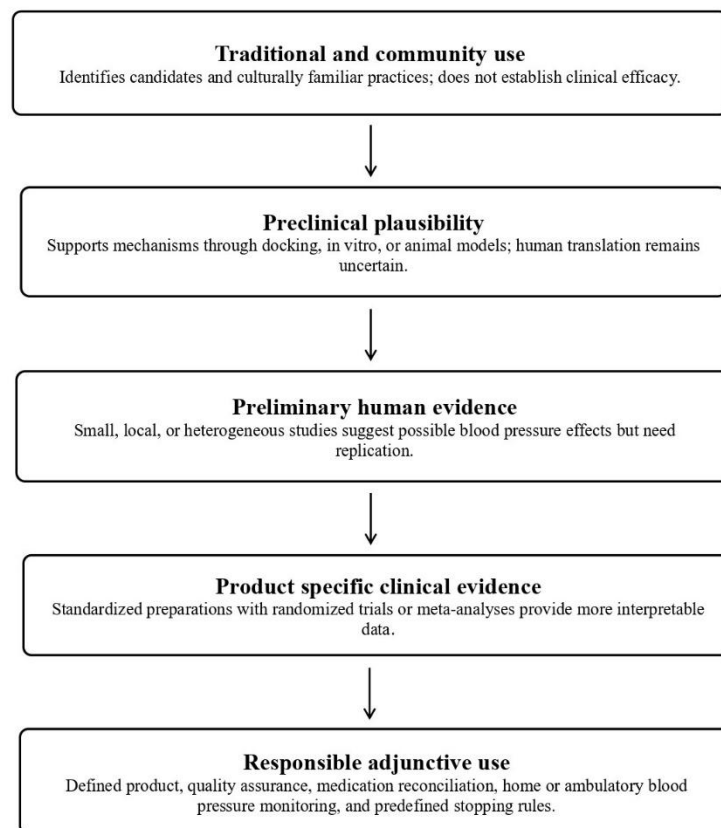 Traditional and community use
Identifies candidates and culturally familiar practices; does not establish clinical efficacy.
Preclinical plausibility
Supports mechanisms through docking, in vitro, or animal models; human translation remains
uncertain.
Preliminary human evidence
Small, local, or heterogeneous studies suggest possible blood pressure effects but need
replication.
Product specific clinical evidence
Standardized preparations with randomized trials or meta-analyses provide more interpretable
data.
Responsible adjunctive use
Defined product, quality assurance, medication reconciliation, home or ambulatory blood
pressure monitoring, and predefined stopping rules.